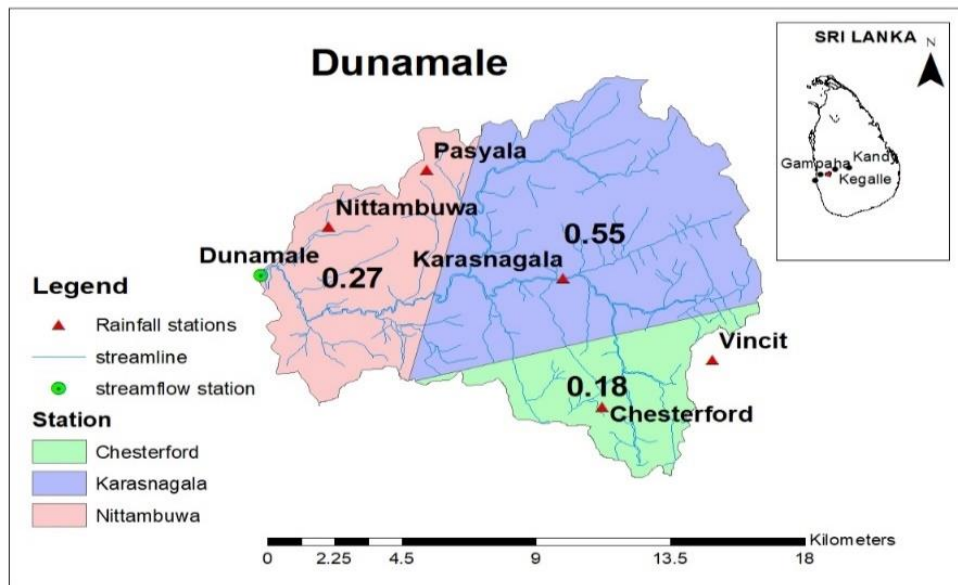 Dunamale
SRI LANKA
N
Gampaha
Kandy
Kegalle
Pasyala
Nittambuwa
Dunamale
0.27
Karasnagala
0.55
Vincit
0.18
Chesterford
Legend
Rainfall stations
streamline
streamflow station
Station
Chesterford
Karasnagala
Nittambuwa
Kilometers
0 2.25 4.5 9 13.5 18